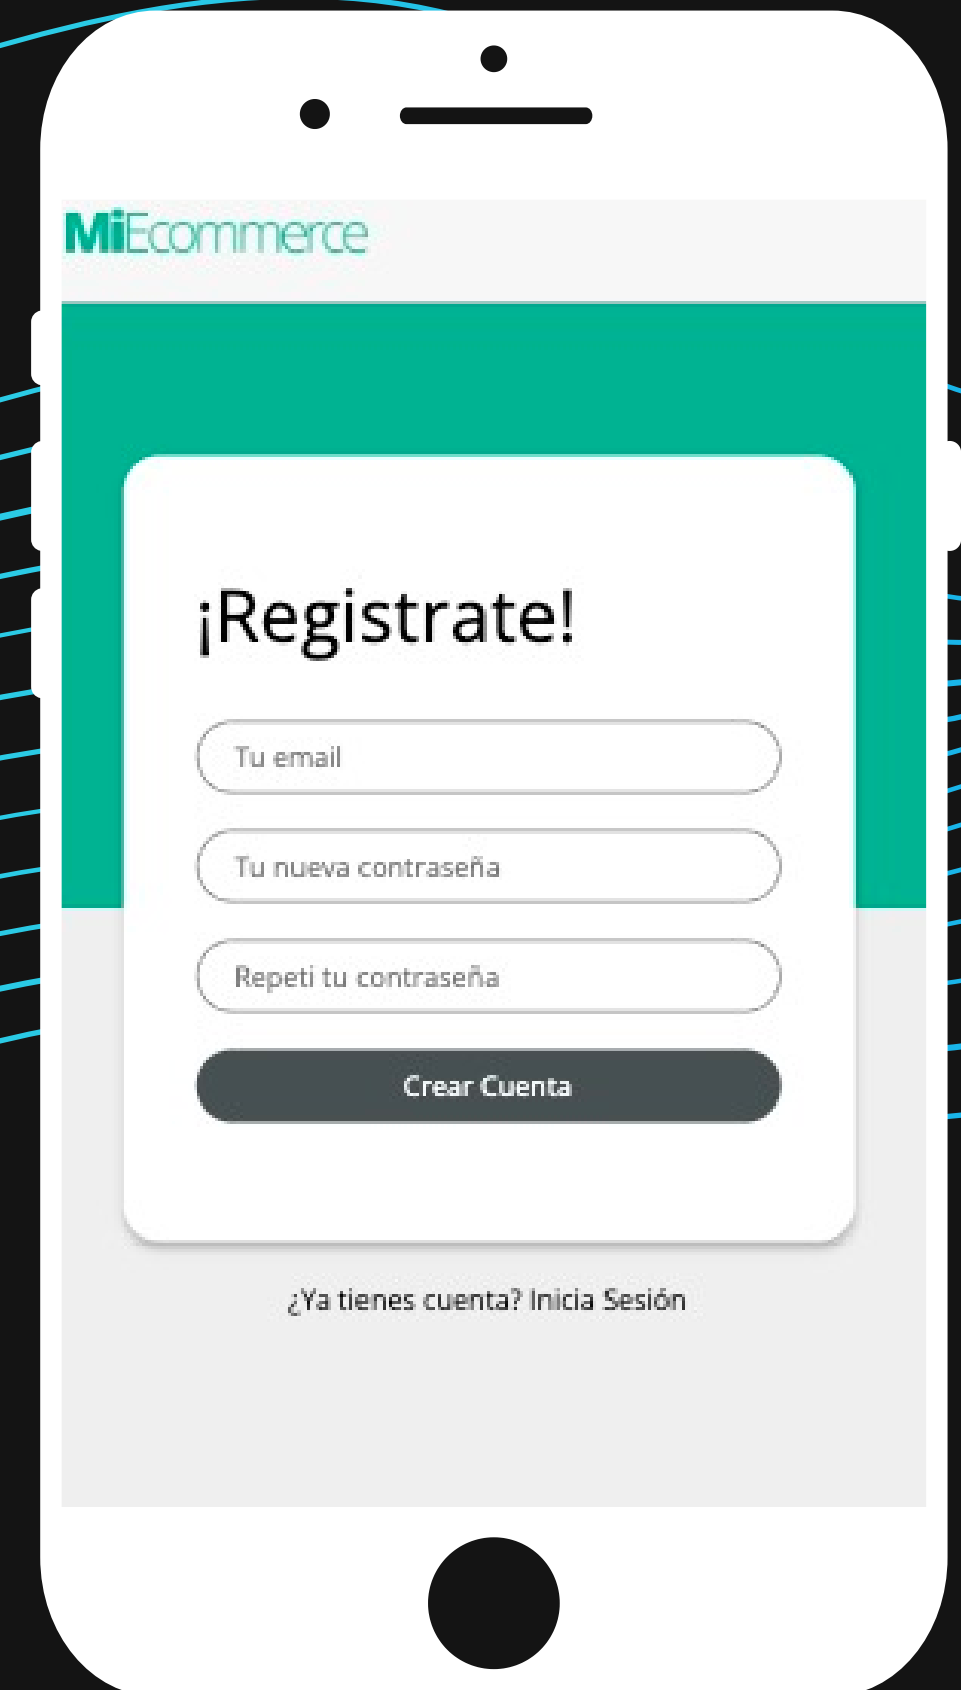 MiEcommerce
¡Registrate!
Tu email
Tu nueva contraseña
Repeti tu contraseña
Crear Cuenta
¿Ya tienes cuenta? Inicia Sesión